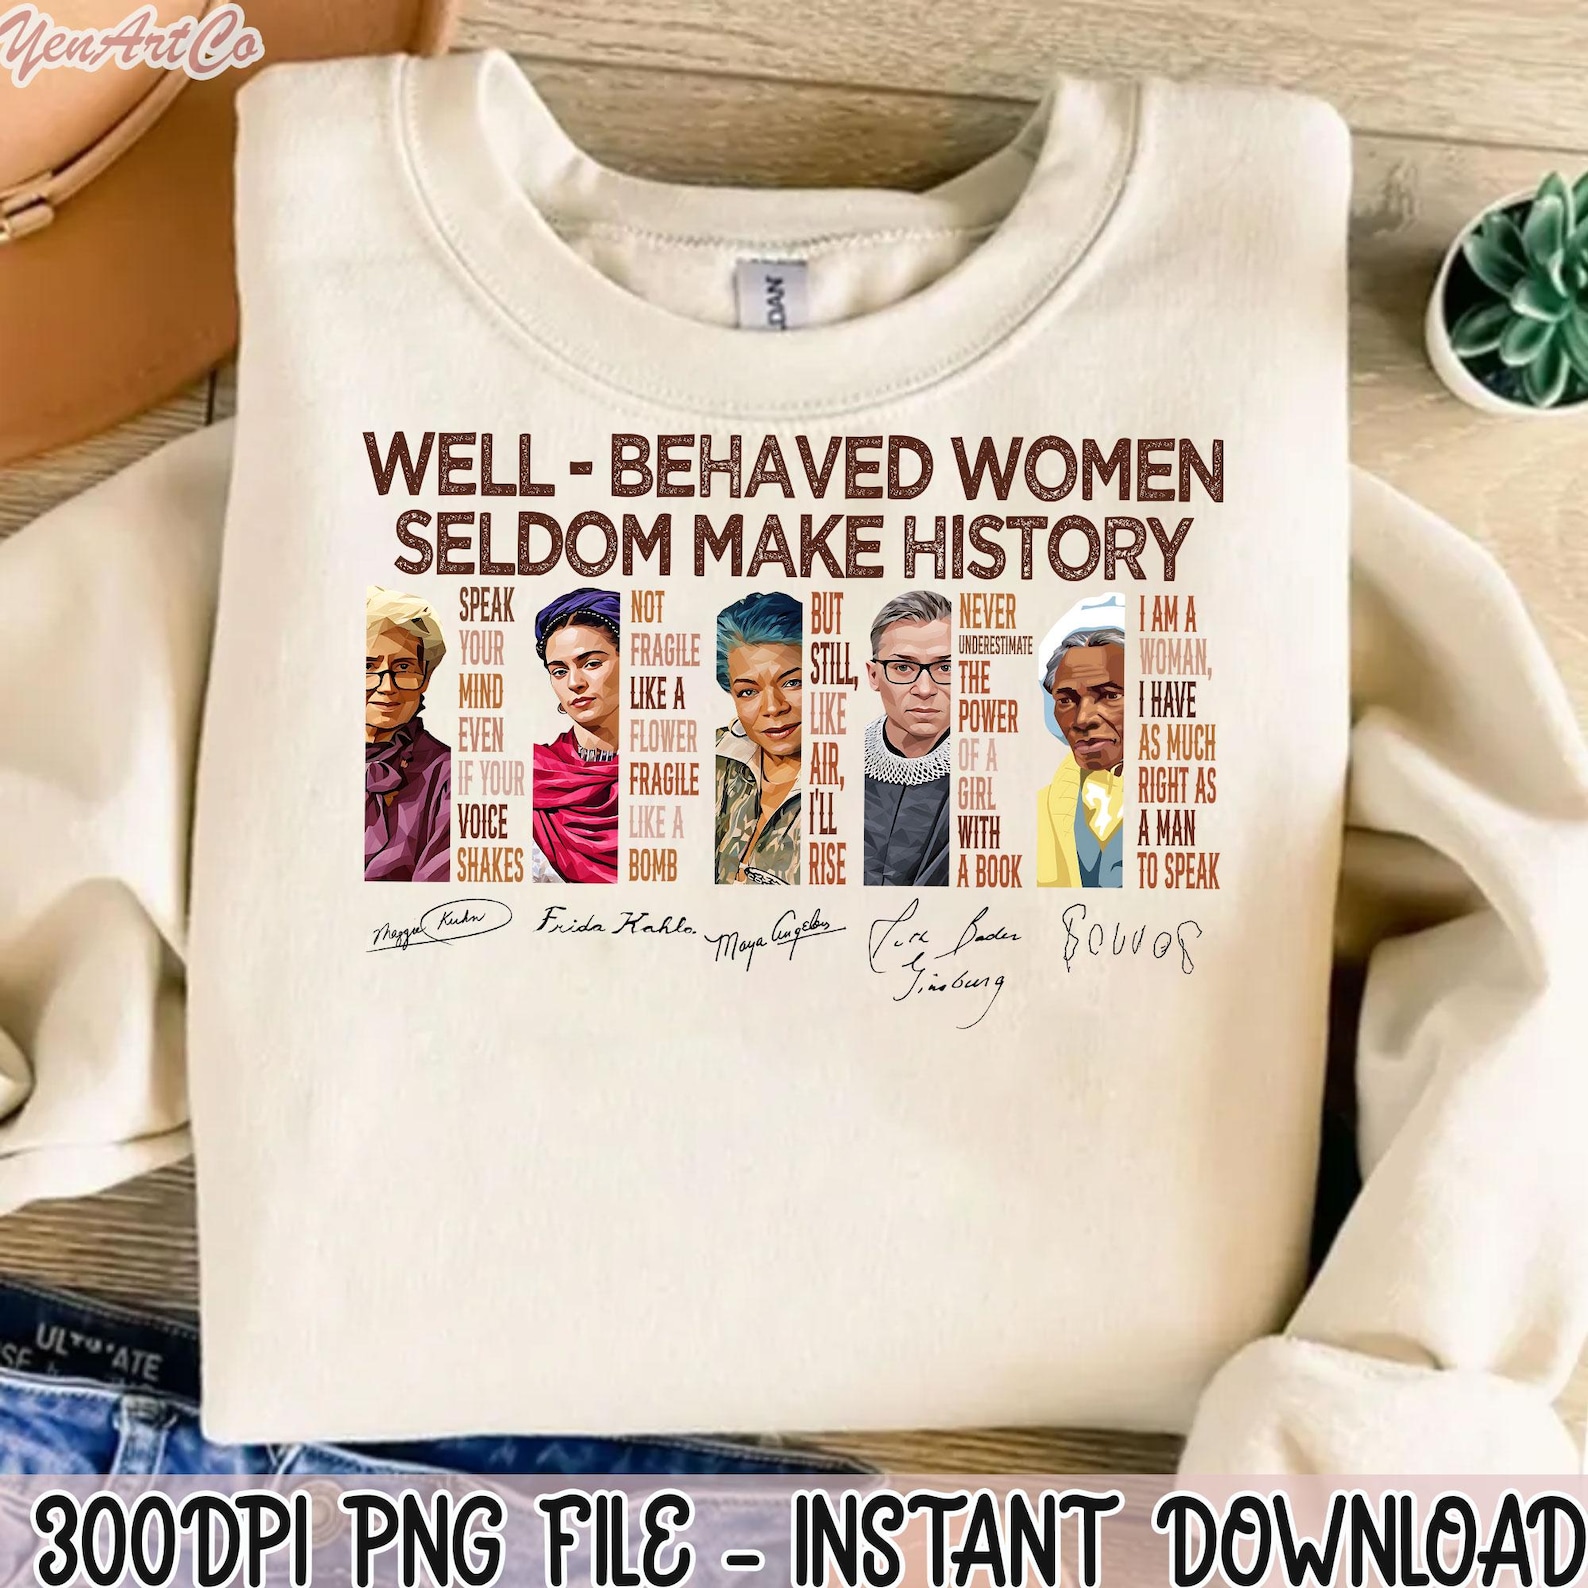 YenArtCo
DAN
WELL - BEHAVED WOMEN
SELDOM MAKE HISTORY
SPEAK
YOUR
MIND
EVEN
IF YOUR
VOICE
SHAKES
NOT
FRAGILE
LIKE A
FLOWER
FRAGILE
LIKE A
BOMB
BUT
STILL,
LIKE
AIR,
I'LL
RISE
NEVER
UNDERESTIMATE
THE
POWER
OF A
GIRL
WITH
A BOOK
I AM A
WOMAN,
I HAVE
AS MUCH
RIGHT AS
A MAN
TO SPEAK
Maggie Kuhn
Frida Kahlo.
Maya Angelou
Ruth Bader
Ginsburg
300DPI PNG FILE - INSTANT DOWNLOAD